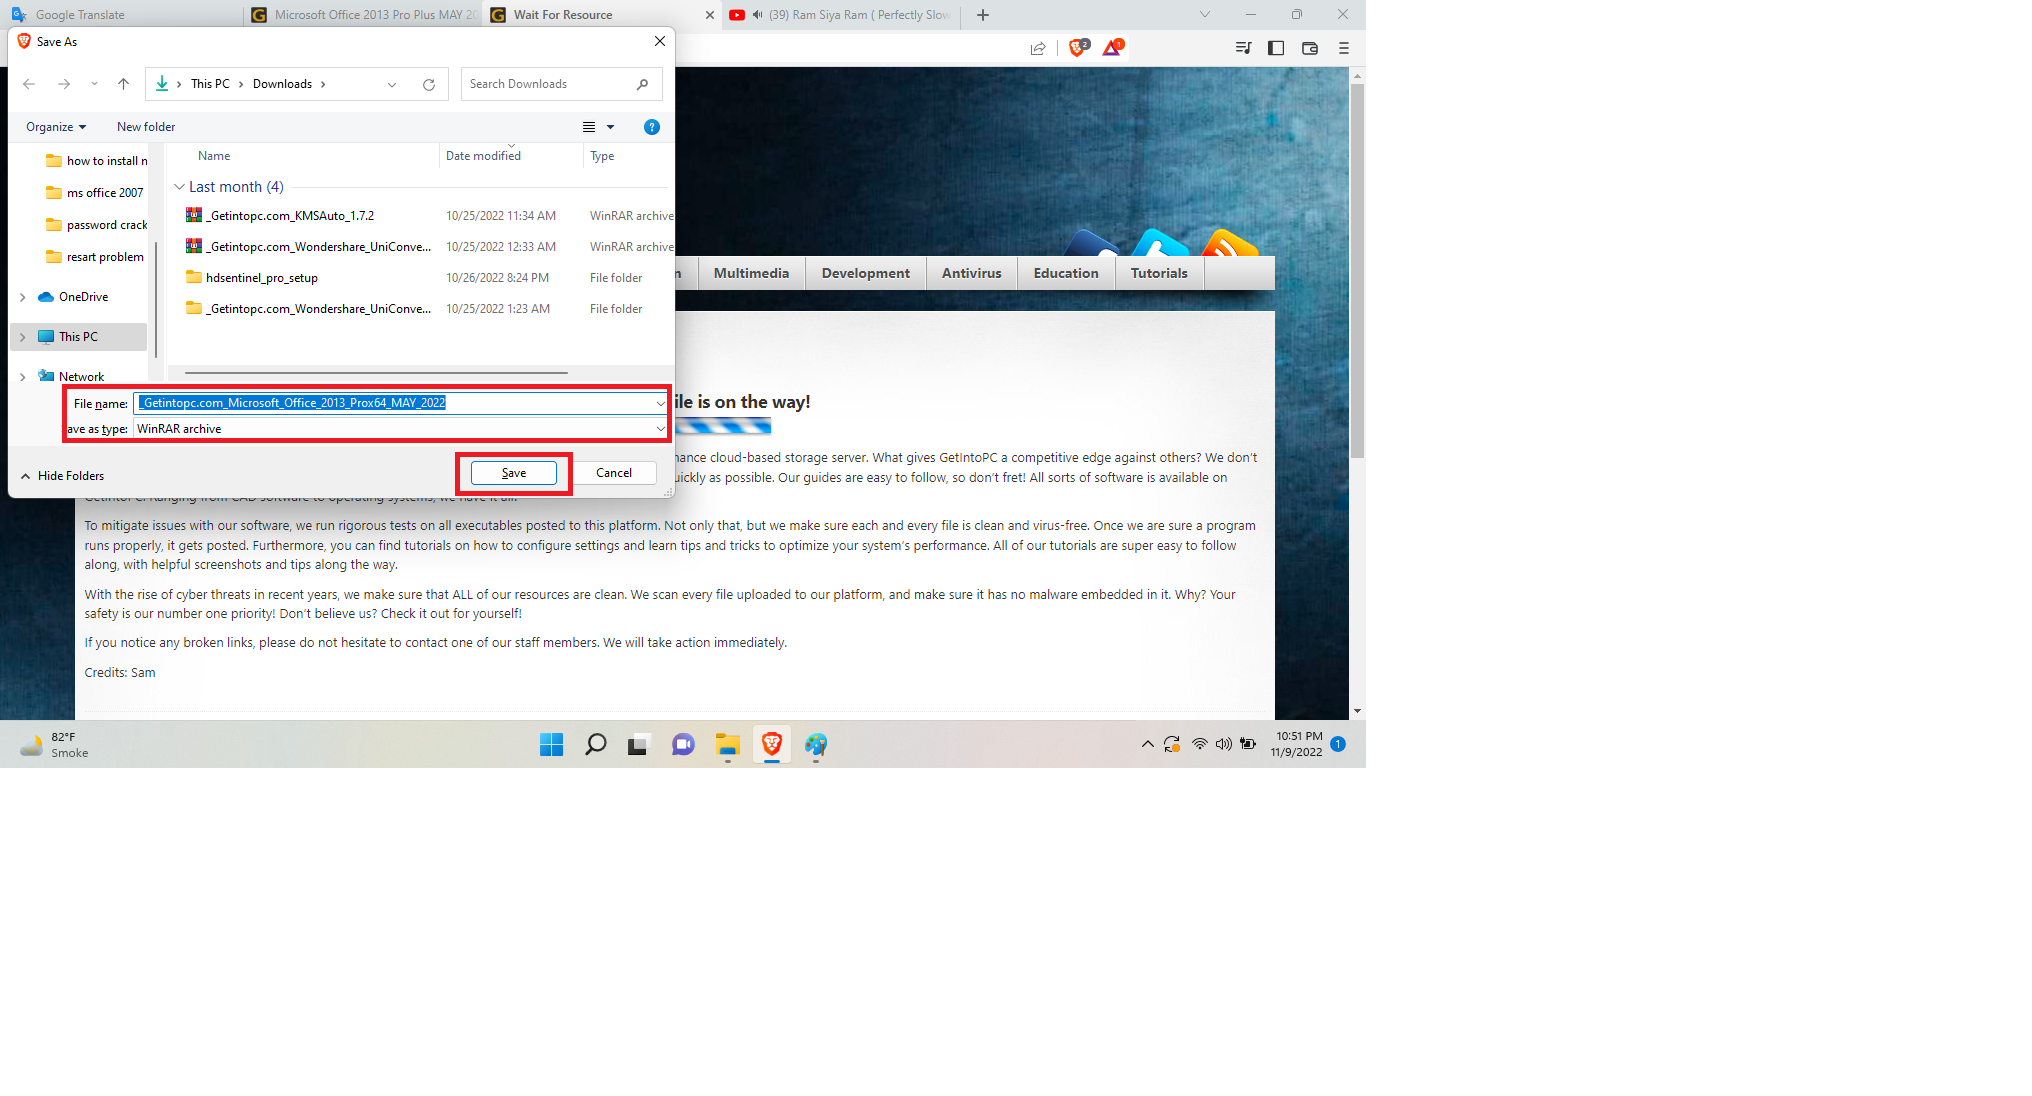 Google Translate
Microsoft Office 2013 Pro Plus MAY 20
Wait For Resource
(39) Ram Siya Ram ( Perfectly Slow
Save As
This PC
Downloads
Search Downloads
2
1
Organize
New folder
Name
Date modified
Type
how to install n
ms office 2007
password crack
resart problem
OneDrive
This PC
Network
Last month (4)
_Getintopc.com_KMSAuto_1.7.2 10/25/2022 11:34 AM WinRAR archive
_Getintopc.com_Wondershare_UniConve... 10/25/2022 12:33 AM WinRAR archive
hdsentinel_pro_setup 10/26/2022 8:24 PM File folder
_Getintopc.com_Wondershare_UniConve... 10/25/2022 1:23 AM File folder
File name: _Getintopc.com_Microsoft_Office_2013_Prox64_MAY_2022
ave as type: WinRAR archive
Hide Folders
Save
Cancel
n Multimedia Development Antivirus Education Tutorials
ile is on the way!
nance cloud-based storage server. What gives GetIntoPC a competitive edge against others? We don't
uickly as possible. Our guides are easy to follow, so don't fret! All sorts of software is available on
To mitigate issues with our software, we run rigorous tests on all executables posted to this platform. Not only that, but we make sure each and every file is clean and virus-free. Once we are sure a program
runs properly, it gets posted. Furthermore, you can find tutorials on how to configure settings and learn tips and tricks to optimize your system's performance. All of our tutorials are super easy to follow
along, with helpful screenshots and tips along the way.
With the rise of cyber threats in recent years, we make sure that ALL of our resources are clean. We scan every file uploaded to our platform, and make sure it has no malware embedded in it. Why? Your
safety is our number one priority! Don't believe us? Check it out for yourself!
If you notice any broken links, please do not hesitate to contact one of our staff members. We will take action immediately.
Credits: Sam
82°F
Smoke
10:51 PM
11/9/2022
1